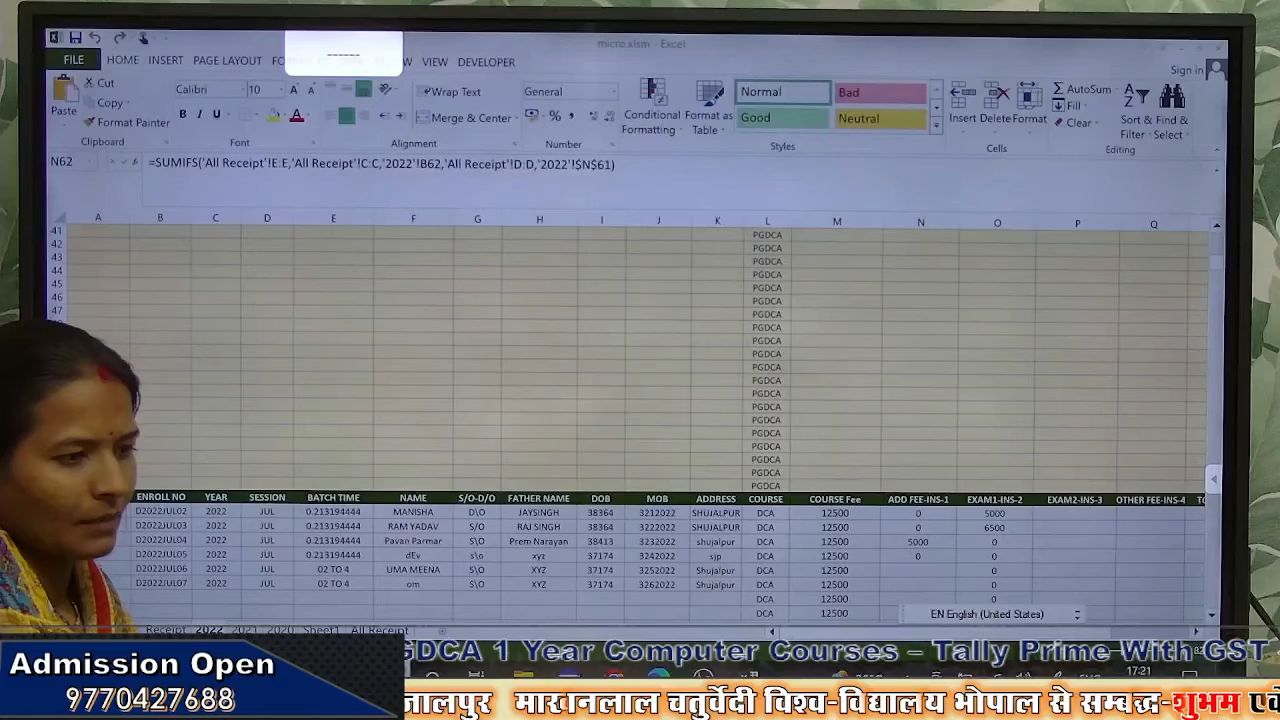 micro.xlsm - Excel
FILE HOME INSERT PAGE LAYOUT VIEW DEVELOPER
Sign in
Paste Cut Copy Format Painter
Calibri 10
B I U
Wrap Text
Merge & Center
General
Conditional Formatting Format as Table
Normal Bad
Good Neutral
Insert Delete Format
AutoSum Fill Clear
Sort & Filter Find & Select
Clipboard Font Alignment Number Styles Cells Editing
N62 =SUMIFS('All Receipt'!E:E,'All Receipt'!C:C,'2022'!B62,'All Receipt'!D:D,'2022'!$N$61)
A B C D E F G H I J K L M N O P Q
41 PGDCA
42 PGDCA
43 PGDCA
44 PGDCA
45 PGDCA
46 PGDCA
47 PGDCA
PGDCA
PGDCA
PGDCA
PGDCA
PGDCA
PGDCA
PGDCA
PGDCA
PGDCA
PGDCA
PGDCA
PGDCA
PGDCA
ENROLL NO YEAR SESSION BATCH TIME NAME S/O-D/O FATHER NAME DOB MOB ADDRESS COURSE COURSE Fee ADD FEE-INS-1 EXAM1-INS-2 EXAM2-INS-3 OTHER FEE-INS-4
D2022JUL02 2022 JUL 0.213194444 MANISHA D\O JAYSINGH 38364 3212022 SHUJALPUR DCA 12500 0 5000
D2022JUL03 2022 JUL 0.213194444 RAM YADAV S/O RAJ SINGH 38364 3222022 SHUJALPUR DCA 12500 0 6500
D2022JUL04 2022 JUL 0.213194444 Pavan Parmar S\O Prem Narayan 38413 3232022 shujalpur DCA 12500 5000 0
D2022JUL05 2022 JUL 0.213194444 dEv s\o xyz 37174 3242022 sjp DCA 12500 0 0
D2022JUL06 2022 JUL 02 TO 4 UMA MEENA S\O XYZ 37174 3252022 Shujalpur DCA 12500 0
D2022JUL07 2022 JUL 02 TO 4 om S\O XYZ 37174 3262022 Shujalpur DCA 12500 0
DCA 12500 0
DCA 12500
EN English (United States)
Receipt 2022 2021 2020 Sheet1 All Receipt
17:21
Admission Open
9770427688
GDCA 1 Year Computer Courses – Tally Prime With GST
जालपुर माखनलाल चतुर्वेदी विश्व-विद्यालय भोपाल से सम्बद्ध-शुभम